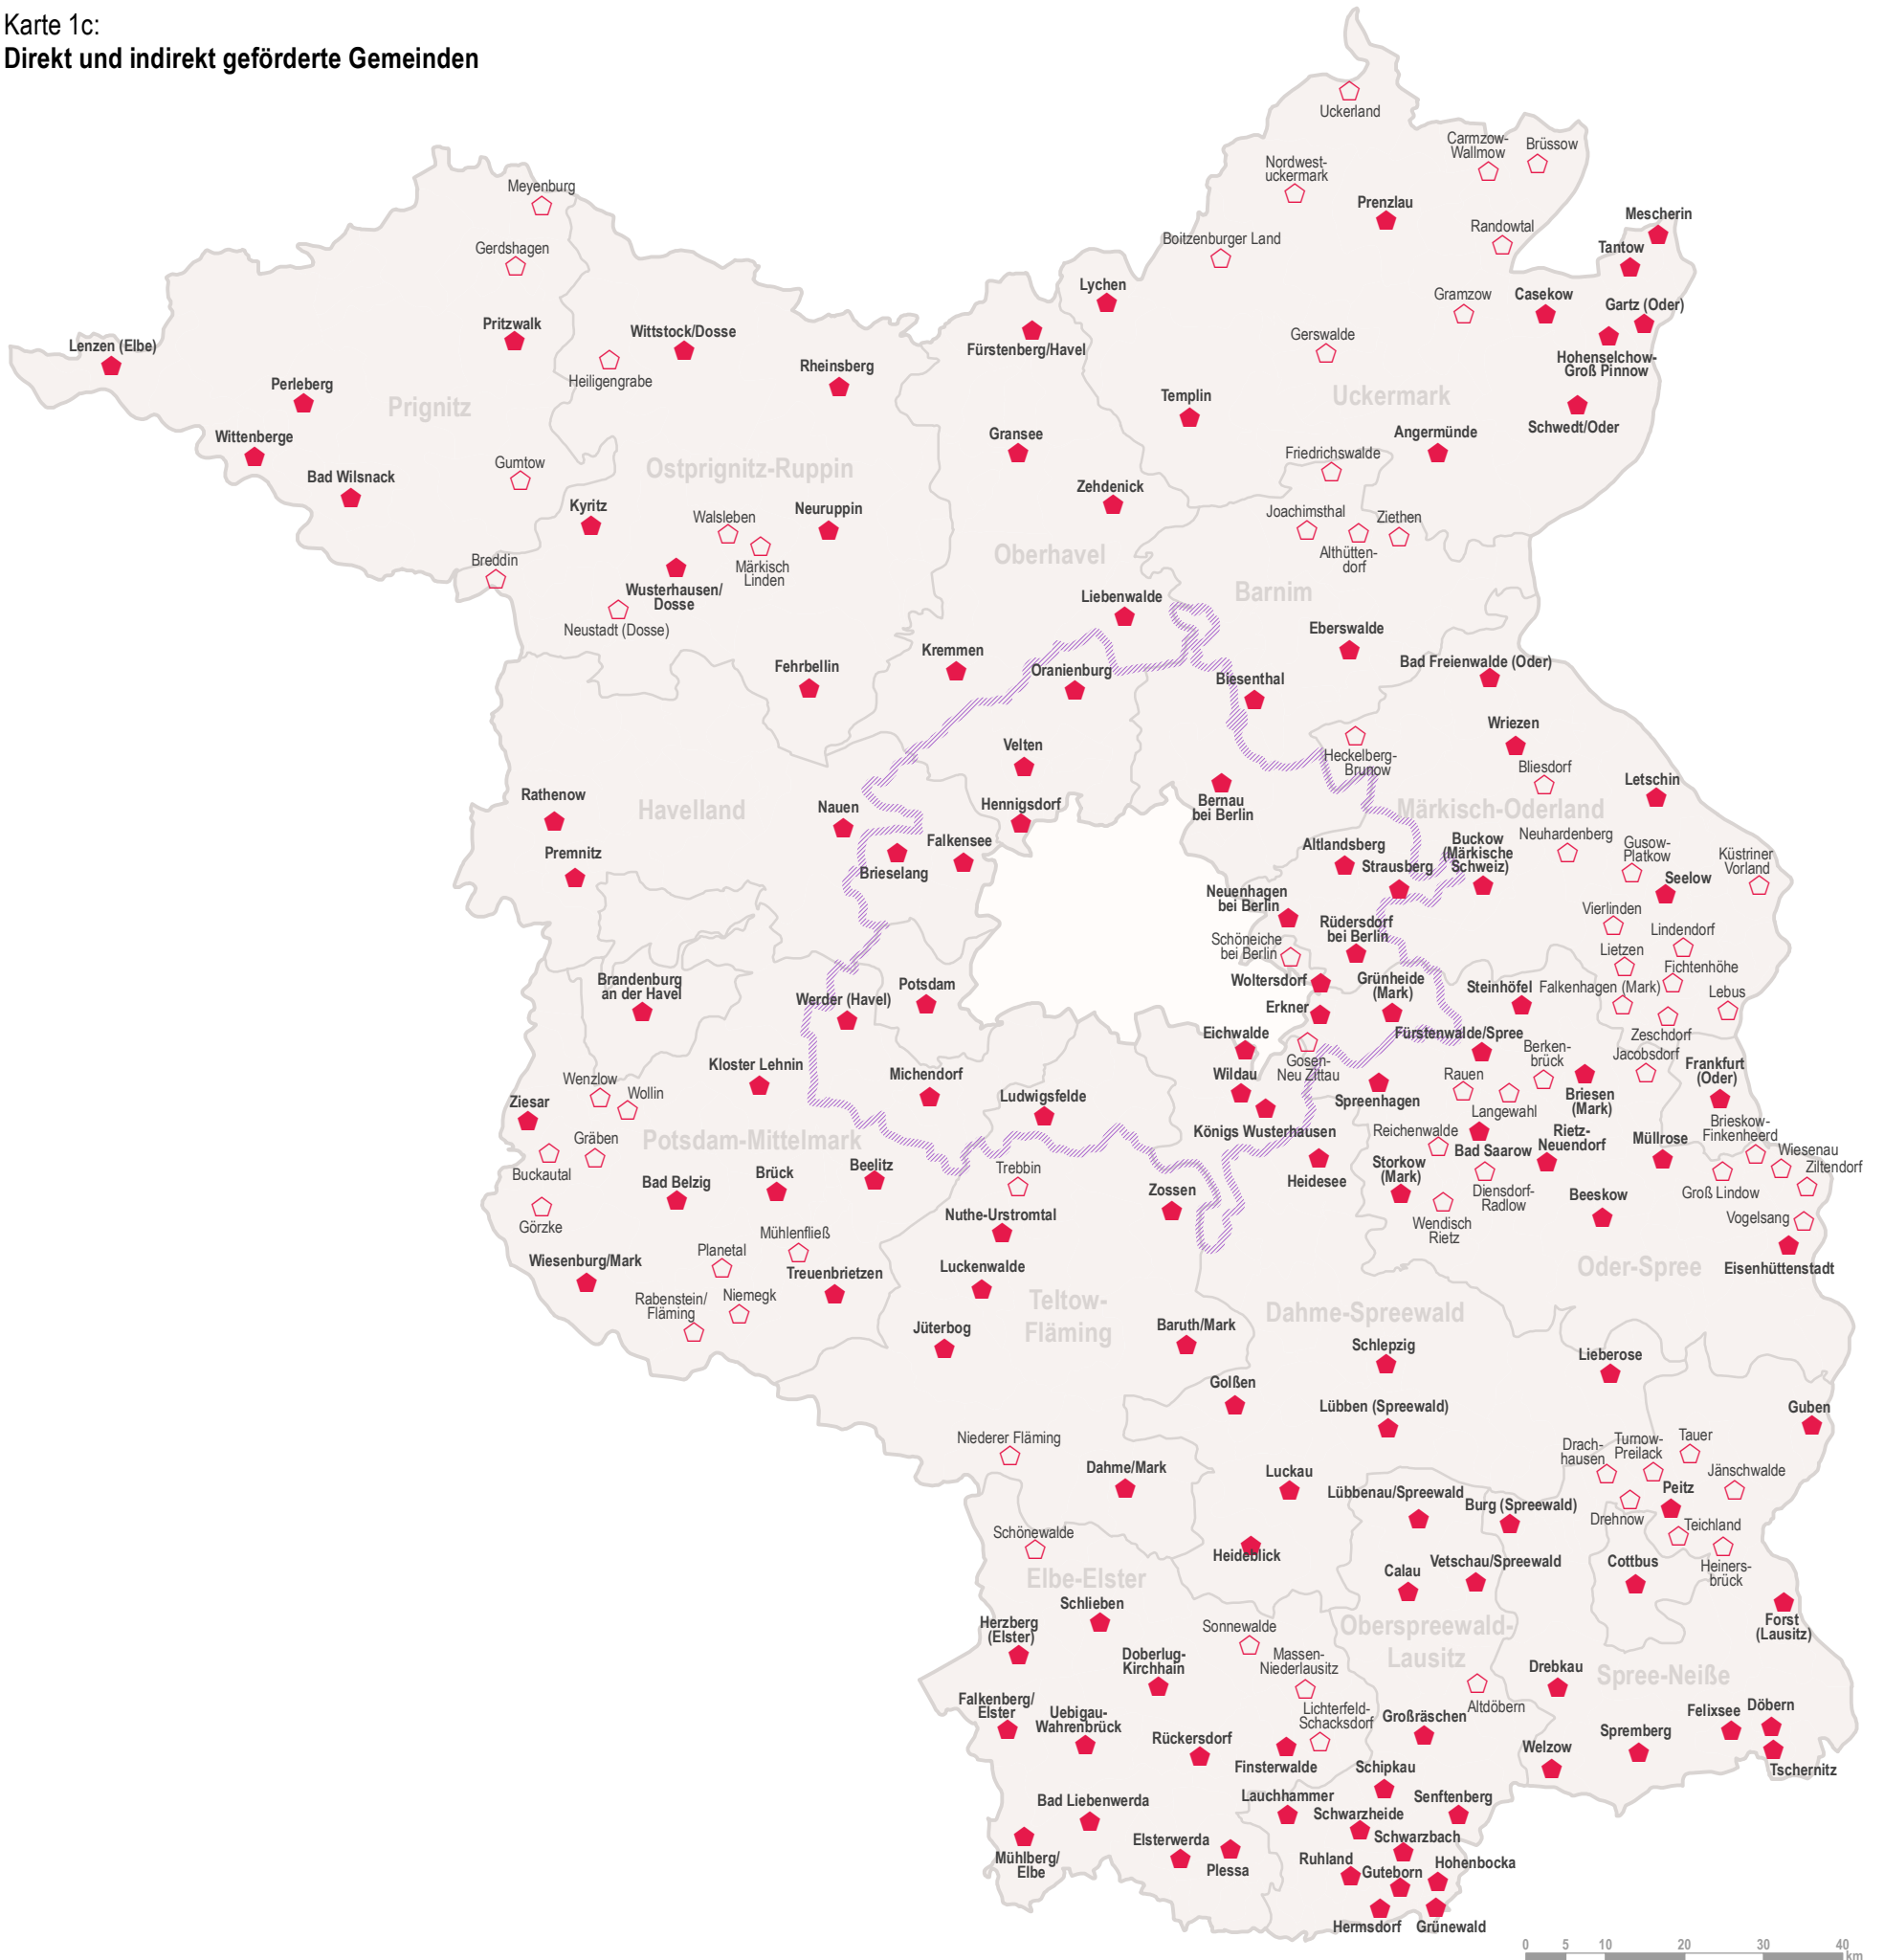 Karte 1c:
Direkt und indirekt geförderte Gemeinden
Uckerland
Carmzow-
Wallmow
Brüssow
Nordwest-
uckermark
Prenzlau
Randowtal
Mescherin
Tantow
Boitzenburger Land
Lychen
Gramzow
Casekow
Gartz (Oder)
Fürstenberg/Havel
Gerswalde
Hohenselchow-
Groß Pinnow
Uckermark
Templin
Schwedt/Oder
Angermünde
Meyenburg
Gerdshagen
Pritzwalk
Lenzen (Elbe)
Perleberg
Prignitz
Wittenberge
Bad Wilsnack
Gumtow
Wittstock/Dosse
Heiligengrabe
Rheinsberg
Ostprignitz-Ruppin
Kyritz
Walsleben
Neuruppin
Märkisch
Linden
Breddin
Wusterhausen/
Dosse
Neustadt (Dosse)
Fehrbellin
Gransee
Zehdenick
Oberhavel
Liebenwalde
Kremmen
Oranienburg
Velten
Hennigsdorf
Friedrichswalde
Joachimsthal
Althütten-
dorf
Ziethen
Barnim
Eberswalde
Biesenthal
Heckelberg-
Brunow
Bernau
bei Berlin
Bad Freienwalde (Oder)
Wriezen
Bliesdorf
Letschin
Märkisch-Oderland
Neuhardenberg
Gusow-
Platkow
Küstriner
Vorland
Seelow
Buckow
(Märkische
Schweiz)
Altlandsberg
Strausberg
Neuenhagen
bei Berlin
Rüdersdorf
bei Berlin
Vierlinden
Lindendorf
Lietzen
Fichtenhöhe
Falkenhagen (Mark)
Lebus
Zeschdorf
Rathenow
Premnitz
Havelland
Nauen
Brieselang
Falkensee
Schöneiche
bei Berlin
Woltersdorf
Erkner
Grünheide
(Mark)
Steinhöfel
Fürstenwalde/Spree
Berken-
brück
Jacobsdorf
Frankfurt
(Oder)
Gosen-
Neu Zittau
Spreenhagen
Rauen
Langewahl
Briesen
(Mark)
Brieskow-
Finkenheerd
Reichenwalde
Bad Saarow
Rietz-
Neuendorf
Müllrose
Wiesenau
Ziltendorf
Groß Lindow
Storkow
(Mark)
Diensdorf-
Radlow
Wendisch
Rietz
Beeskow
Vogelsang
Eisenhüttenstadt
Oder-Spree
Brandenburg
an der Havel
Werder (Havel)
Potsdam
Kloster Lehnin
Michendorf
Wenzlow
Wollin
Ziesar
Gräben
Buckautal
Görzke
Potsdam-Mittelmark
Bad Belzig
Brück
Beelitz
Wiesenburg/Mark
Planetal
Mühlenfließ
Treuenbrietzen
Rabenstein/
Fläming
Niemegk
Ludwigsfelde
Trebbin
Nuthe-Urstromtal
Luckenwalde
Zossen
Teltow-
Fläming
Jüterbog
Baruth/Mark
Niederer Fläming
Dahme/Mark
Eichwalde
Wildau
Königs Wusterhausen
Heidesee
Dahme-Spreewald
Schlepzig
Lieberose
Golßen
Lübben (Spreewald)
Luckau
Heideblick
Lübbenau/Spreewald
Burg (Spreewald)
Calau
Vetschau/Spreewald
Oberspreewald-
Lausitz
Altdöbern
Großräschen
Schipkau
Senftenberg
Lauchhammer
Schwarzheide
Schwarzbach
Ruhland
Guteborn
Hohenbocka
Hermsdorf
Grünewald
Guben
Drach-
hausen
Turnow-
Preilack
Tauer
Jänschwalde
Peitz
Drehnow
Teichland
Heiners-
brück
Cottbus
Forst
(Lausitz)
Spree-Neiße
Drebkau
Welzow
Spremberg
Felixsee
Döbern
Tschernitz
Schönewalde
Elbe-Elster
Schlieben
Herzberg
(Elster)
Sonnewalde
Massen-
Niederlausitz
Doberlug-
Kirchhain
Falkenberg/
Elster
Uebigau-
Wahrenbrück
Lichterfeld-
Schacksdorf
Rückersdorf
Finsterwalde
Bad Liebenwerda
Mühlberg/
Elbe
Elsterwerda
Plessa
0 5 10 20 30 40
km